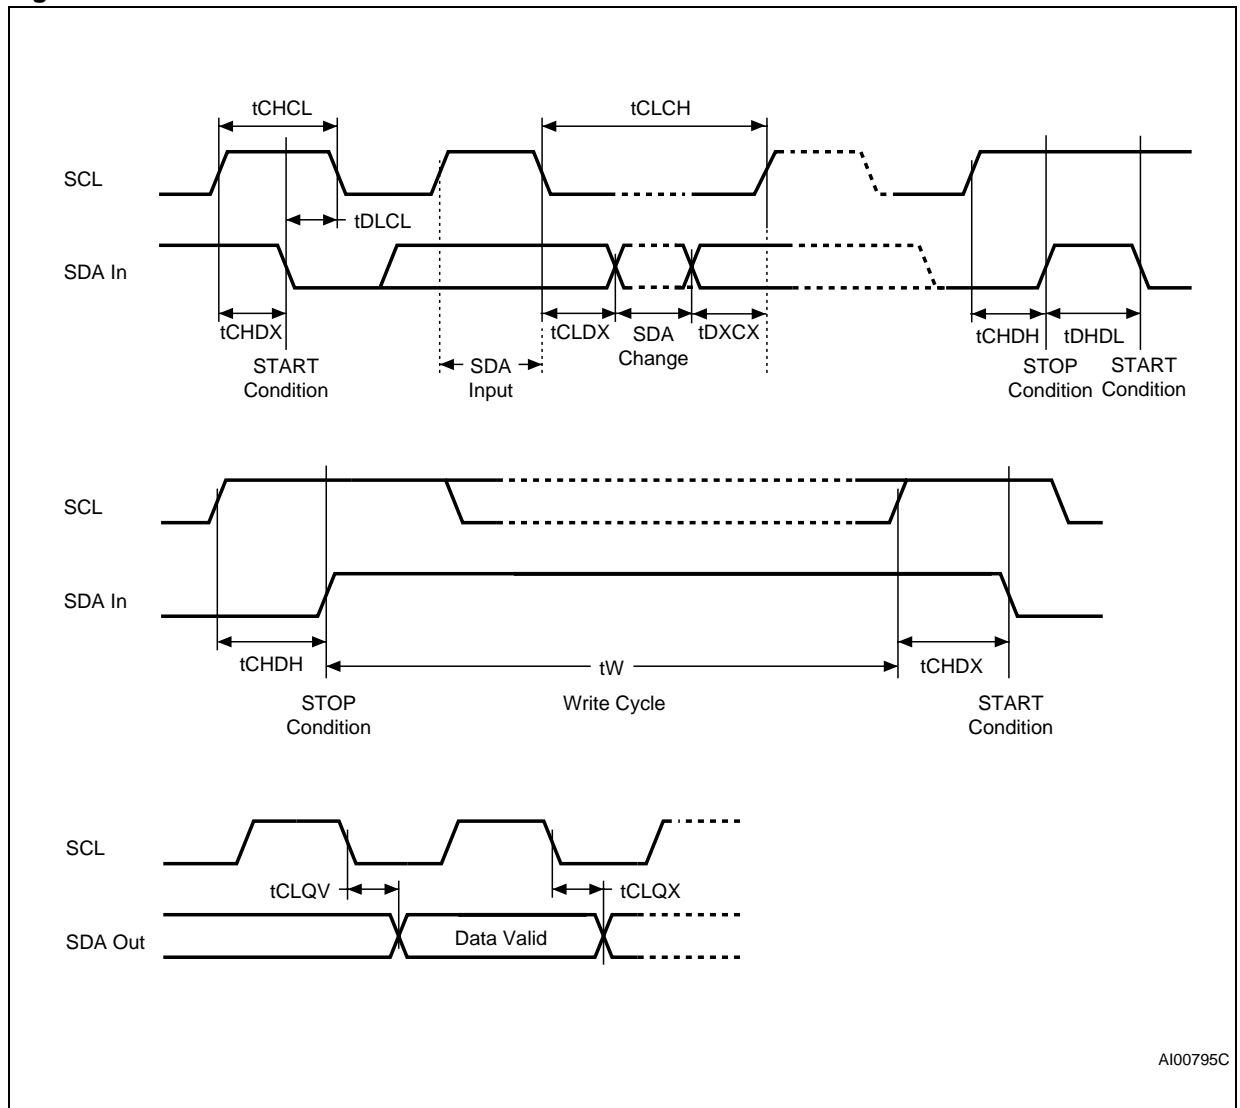 tCHCL
tCLCH
SCL
tDLCL
SDA In
tCHDX
tCLDX
SDA
Change
tDXCX
tCHDH
tDHDL
START
Condition
SDA
Input
STOP
Condition
START
Condition
SCL
SDA In
tCHDH
tW
tCHDX
STOP
Condition
Write Cycle
START
Condition
SCL
tCLQV
tCLQX
SDA Out
Data Valid
AI00795C